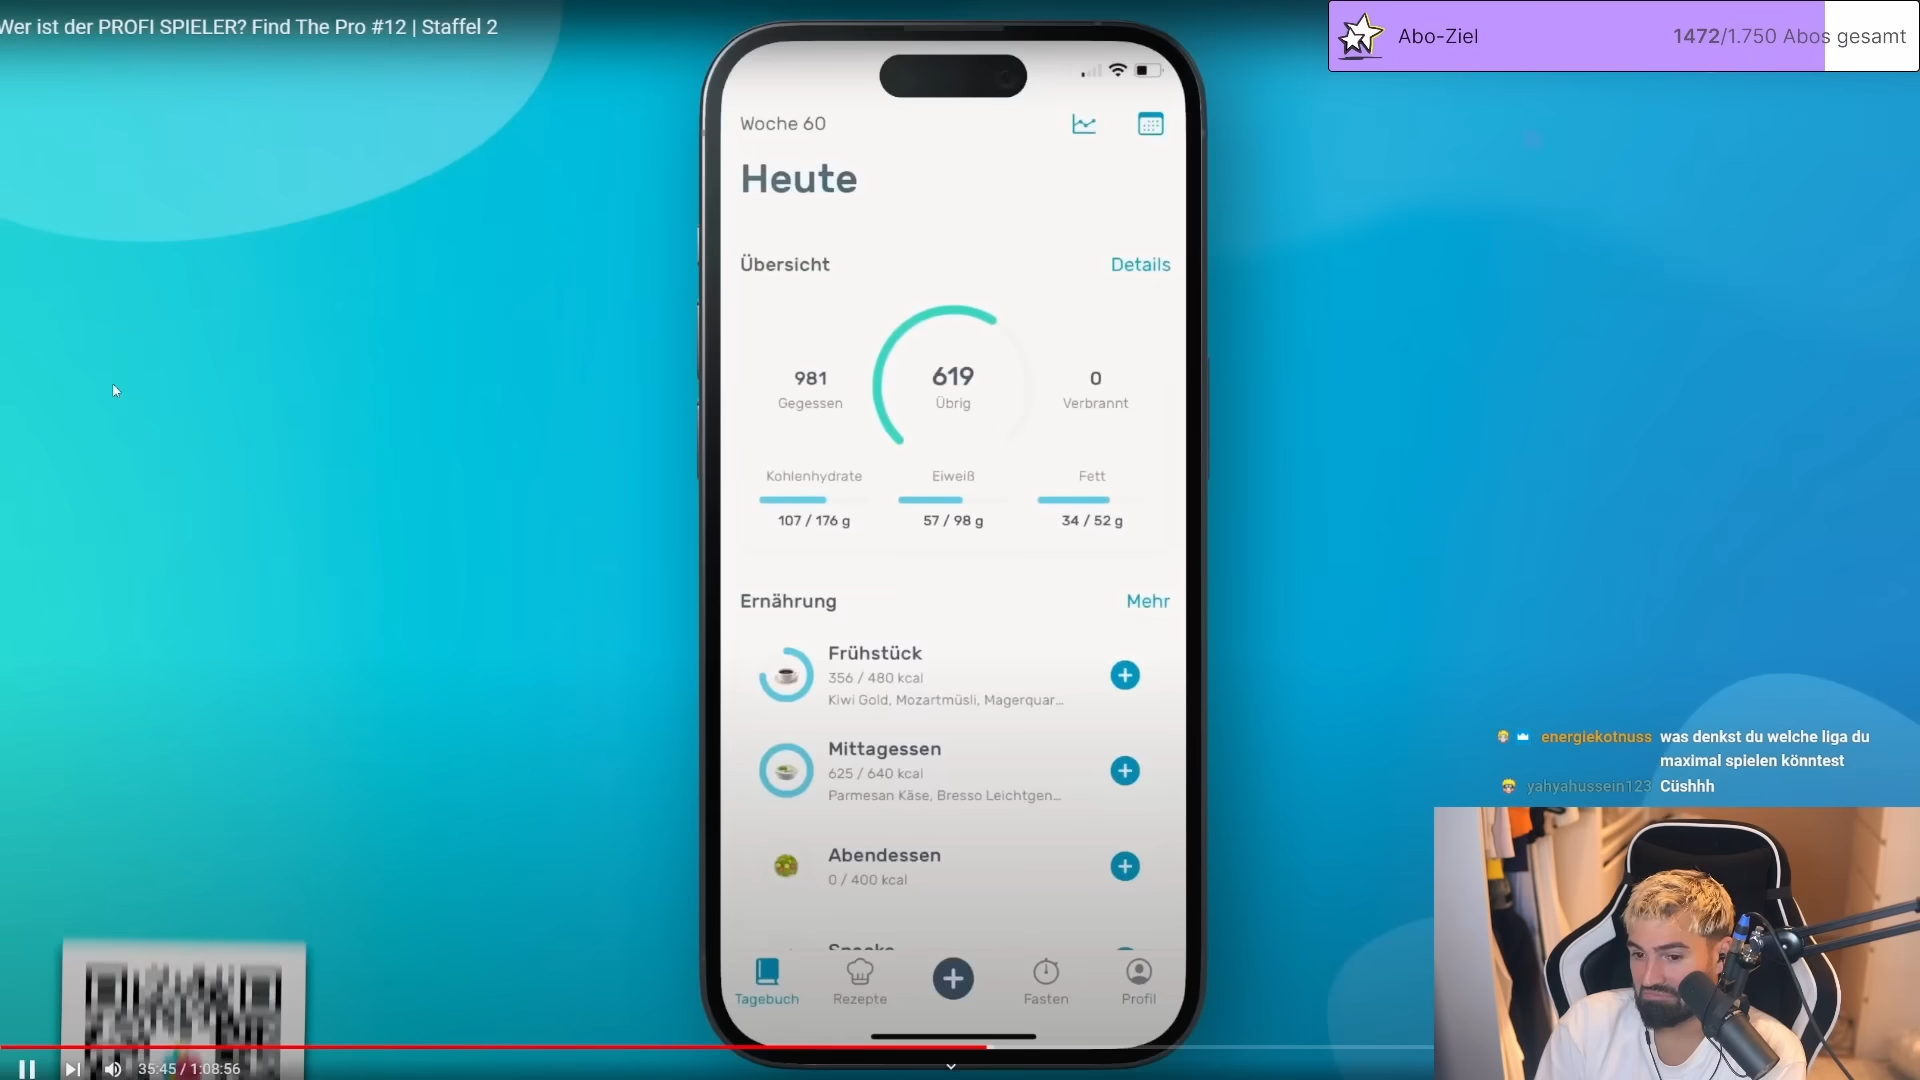 Wer ist der PROFI SPIELER? Find The Pro #12 | Staffel 2
Abo-Ziel
1472/1.750 Abos gesamt
Woche 60
Heute
Übersicht
Details
981
Gegessen
619
Übrig
0
Verbrannt
Kohlenhydrate
107 / 176 g
Eiweiß
57 / 98 g
Fett
34 / 52 g
Ernährung
Mehr
Frühstück
356 / 480 kcal
Kiwi Gold, Mozartmüsli, Magerquar...
Mittagessen
625 / 640 kcal
Parmesan Käse, Bresso Leichtgen...
Abendessen
0 / 400 kcal
Tagebuch
Rezepte
Fasten
Profil
energiekotnuss was denkst du welche liga du
maximal spielen könntest
yahyahussein123 Cüshhh
35:45 / 1:08:56